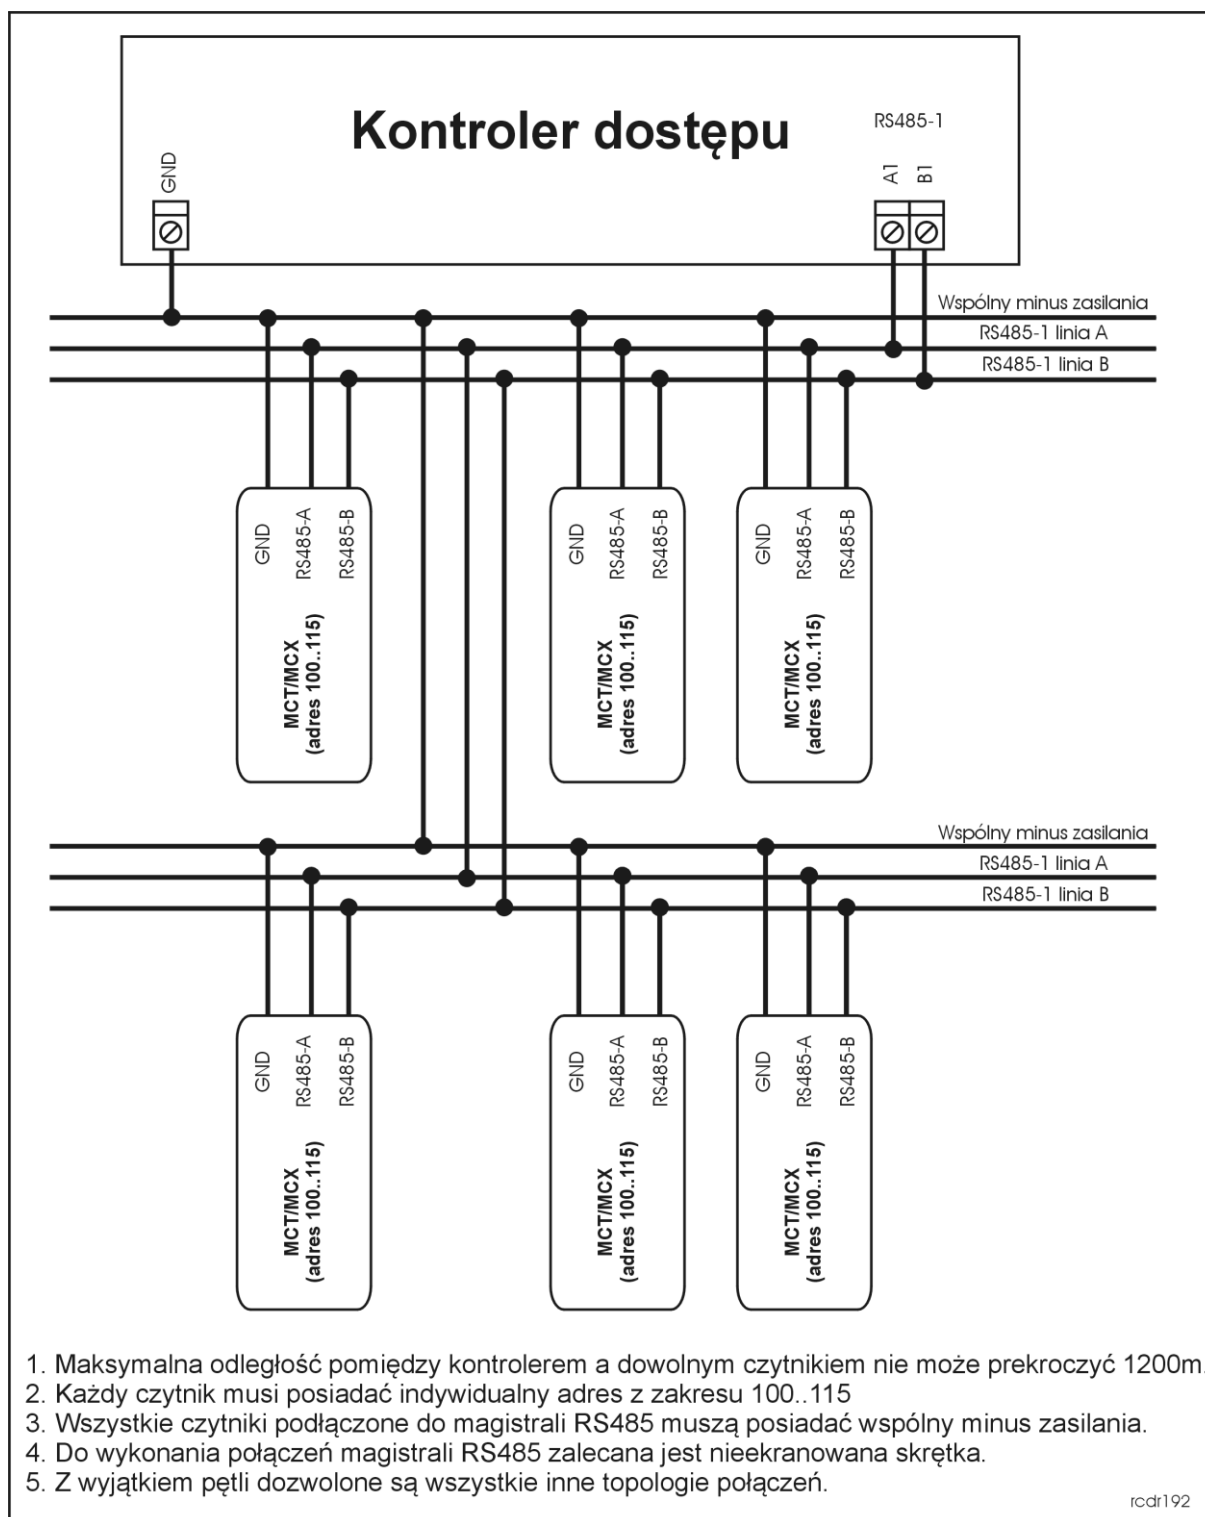 Kontroler dostępu
RS485-1
GND
A1
B1
Wspólny minus zasilania
RS485-1 linia A
RS485-1 linia B
GND
RS485-A
RS485-B
MCT/MCX
(adres 100..115)
GND
RS485-A
RS485-B
MCT/MCX
(adres 100..115)
GND
RS485-A
RS485-B
MCT/MCX
(adres 100..115)
Wspólny minus zasilania
RS485-1 linia A
RS485-1 linia B
GND
RS485-A
RS485-B
MCT/MCX
(adres 100..115)
GND
RS485-A
RS485-B
MCT/MCX
(adres 100..115)
GND
RS485-A
RS485-B
MCT/MCX
(adres 100..115)
1. Maksymalna odległość pomiędzy kontrolerem a dowolnym czytnikiem nie może prekroczyć 1200m.
2. Każdy czytnik musi posiadać indywidualny adres z zakresu 100..115
3. Wszystkie czytniki podłączone do magistrali RS485 muszą posiadać wspólny minus zasilania.
4. Do wykonania połączeń magistrali RS485 zalecana jest nieekranowana skrętka.
5. Z wyjątkiem pętli dozwolone są wszystkie inne topologie połączeń.
rcdr192